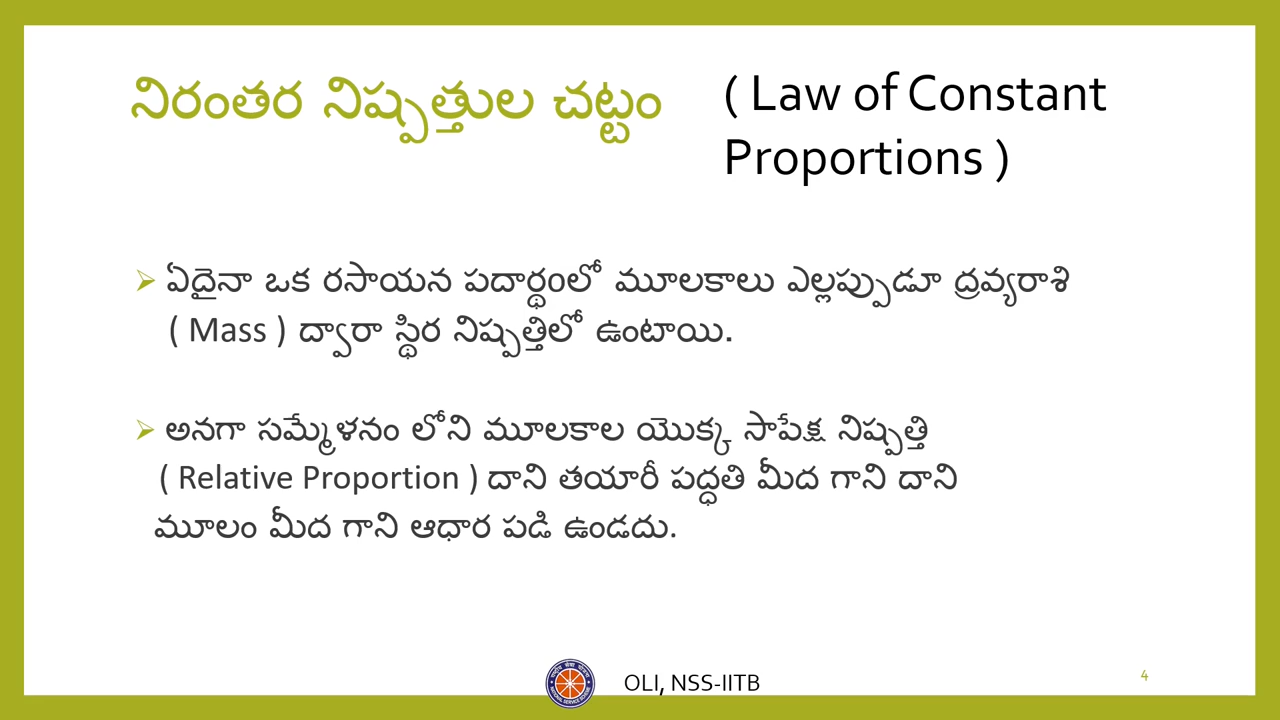 నిరంతర నిష్పత్తుల చట్టం
( Law of Constant
Proportions )
➢ ఏదైనా ఒక రసాయన పదార్థంలో మూలకాలు ఎల్లప్పుడూ ద్రవ్యరాశి
( Mass ) ద్వారా స్థిర నిష్పత్తిలో ఉంటాయి.
➢ అనగా సమ్మేళనం లోని మూలకాల యొక్క సాపేక్ష నిష్పత్తి
( Relative Proportion ) దాని తయారీ పద్ధతి మీద గాని దాని
మూలం మీద గాని ఆధార పడి ఉండదు.
OLI, NSS-IITB
4